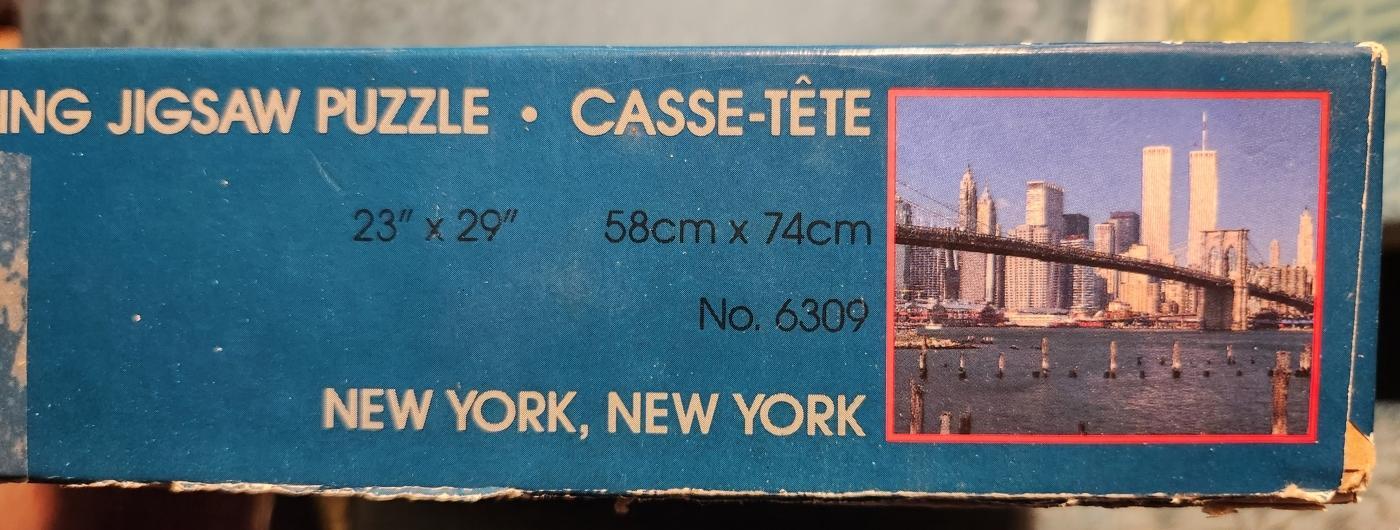 ING JIGSAW PUZZLE • CASSE-TÊTE
23" x 29" 58cm x 74cm
No. 6309
NEW YORK, NEW YORK